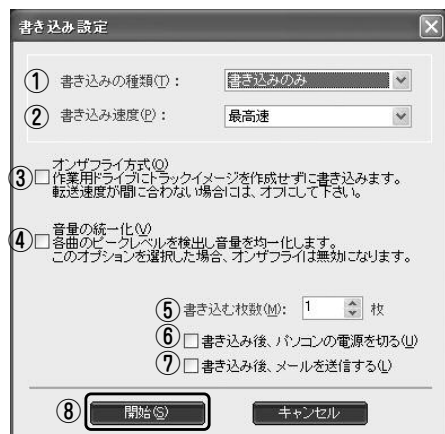 書き込み設定
① 書き込みの種類(T): 書き込みのみ
② 書き込み速度(P): 最高速
オンザフライ方式(O)
③ 作業用ドライブにトラックイメージを作成せずに書き込みます。
転送速度が間に合わない場合には、オフにして下さい。
音量の統一化(V)
④ 各曲のピークレベルを検出し音量を均一化します。
このオプションを選択した場合、オンザフライは無効になります。
⑤ 書き込む枚数(M): 1 枚
⑥ 書き込み後、パソコンの電源を切る(U)
⑦ 書き込み後、メールを送信する(L)
⑧ 開始(S) キャンセル